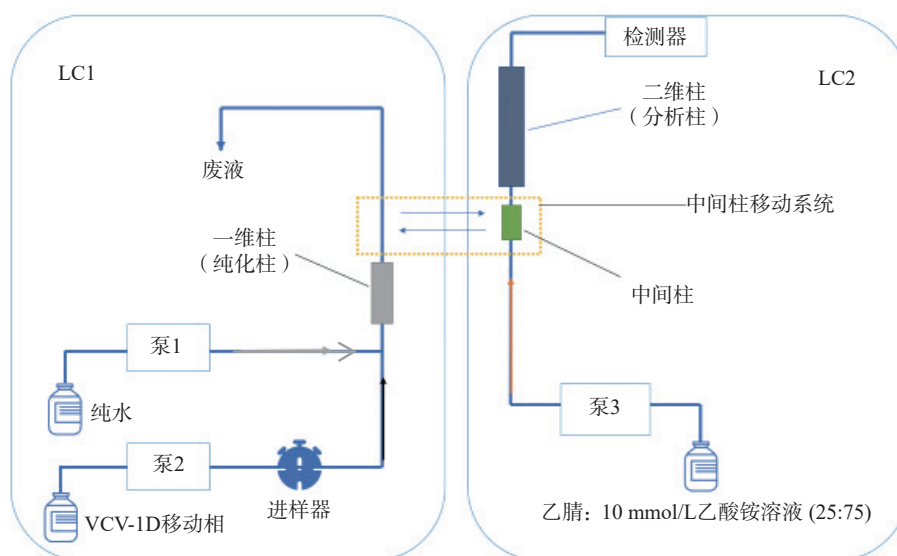 LC1
LC2
检测器
二维柱
（分析柱）
废液
中间柱移动系统
一维柱
（纯化柱）
中间柱
泵1
纯水
泵3
泵2
进样器
VCV-1D移动相
乙腈：10 mmol/L乙酸铵溶液 (25:75)